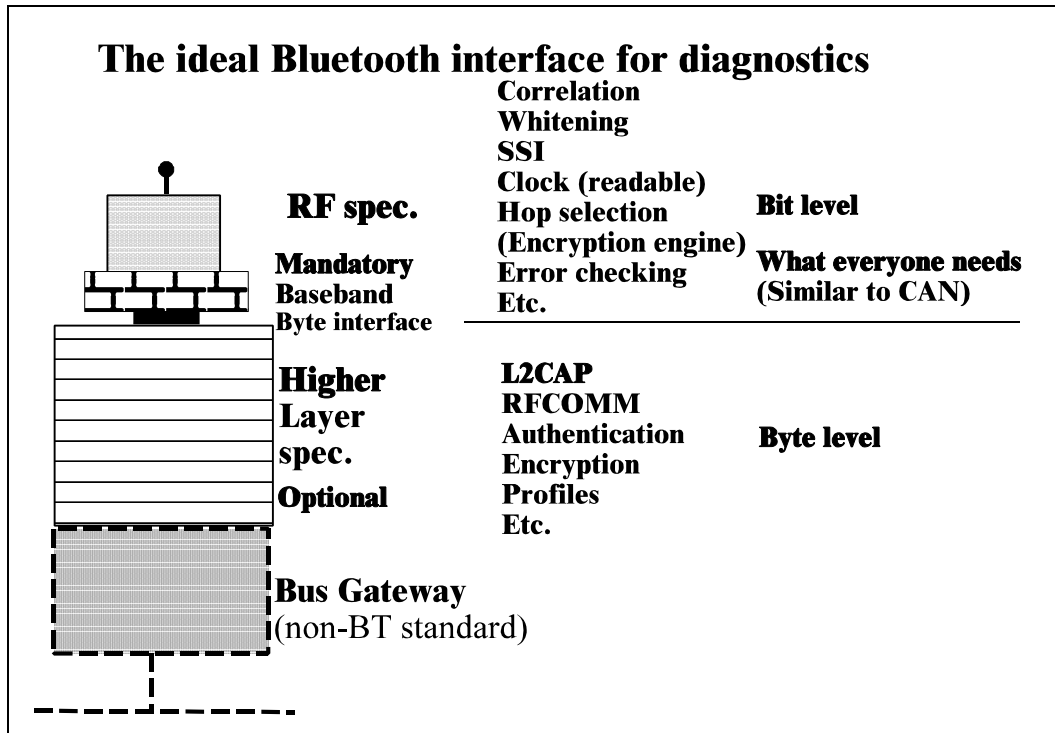 The ideal Bluetooth interface for diagnostics
RF spec.
Mandatory
Baseband
Byte interface
Higher
Layer
spec.
Optional
Bus Gateway
(non-BT standard)
Correlation
Whitening
SSI
Clock (readable)
Hop selection
(Encryption engine)
Error checking
Etc.
L2CAP
RFCOMM
Authentication
Encryption
Profiles
Etc.
Bit level
What everyone needs
(Similar to CAN)
Byte level